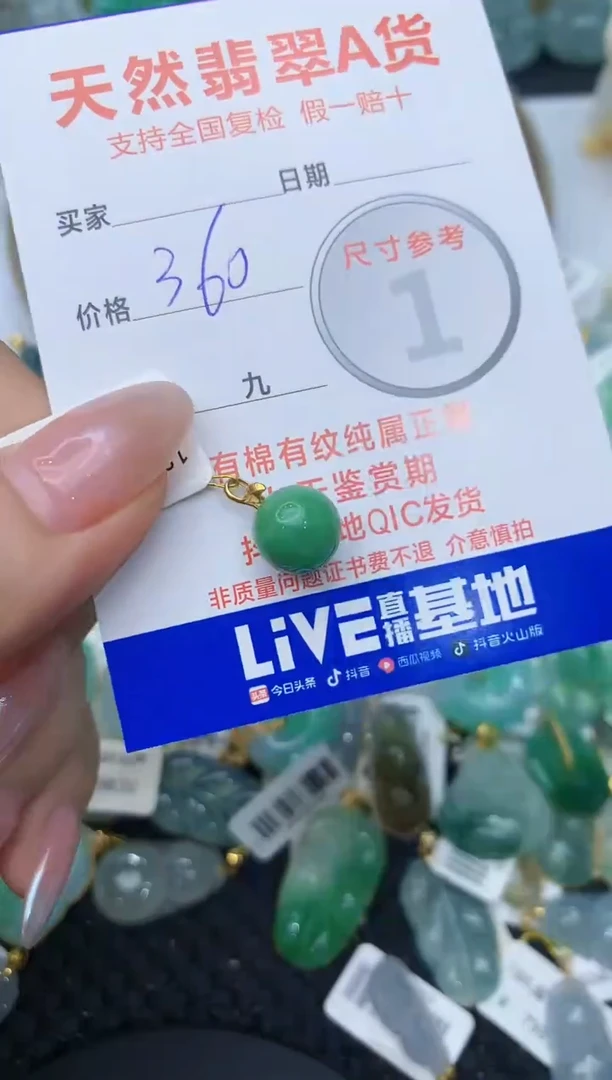 天然翡翠A货
支持全国复检 假一赔十
日期
买家
尺寸参考
1
价格 360
九
有棉有纹纯属正
天鉴赏期
地QIC发货
非质量问题证书费不退 介意慎拍
LiVE直播基地
头条 今日头条 抖音 西瓜视频 抖音火山版